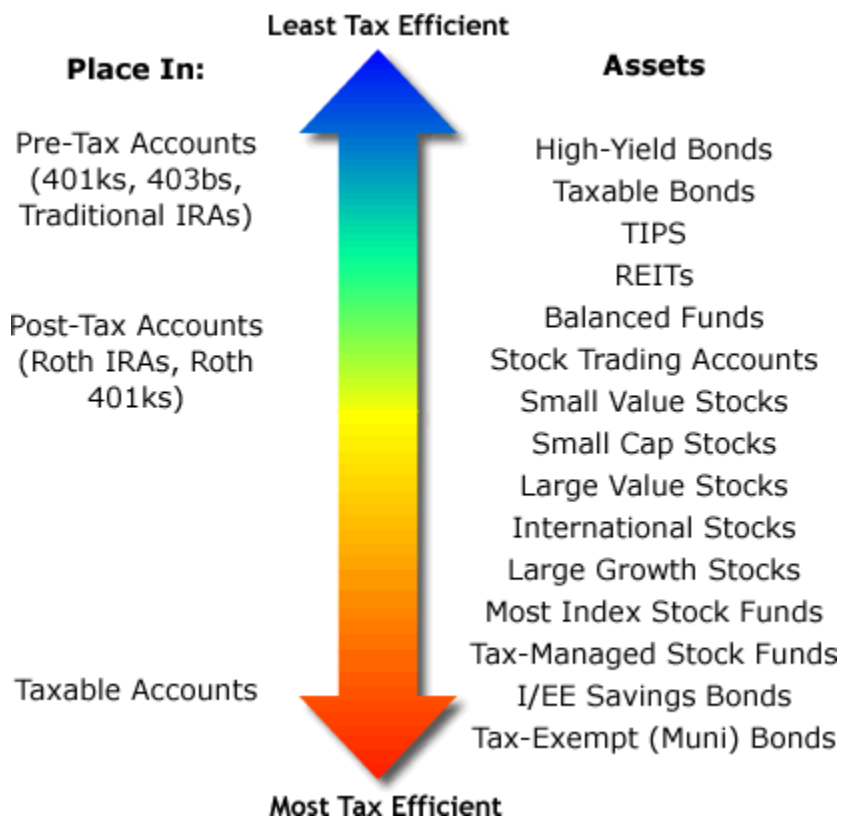 Least Tax Efficient
Place In:
Pre-Tax Accounts
(401ks, 403bs,
Traditional IRAs)
Post-Tax Accounts
(Roth IRAs, Roth
401ks)
Taxable Accounts
Assets
High-Yield Bonds
Taxable Bonds
TIPS
REITs
Balanced Funds
Stock Trading Accounts
Small Value Stocks
Small Cap Stocks
Large Value Stocks
International Stocks
Large Growth Stocks
Most Index Stock Funds
Tax-Managed Stock Funds
I/EE Savings Bonds
Tax-Exempt (Muni) Bonds
Most Tax Efficient